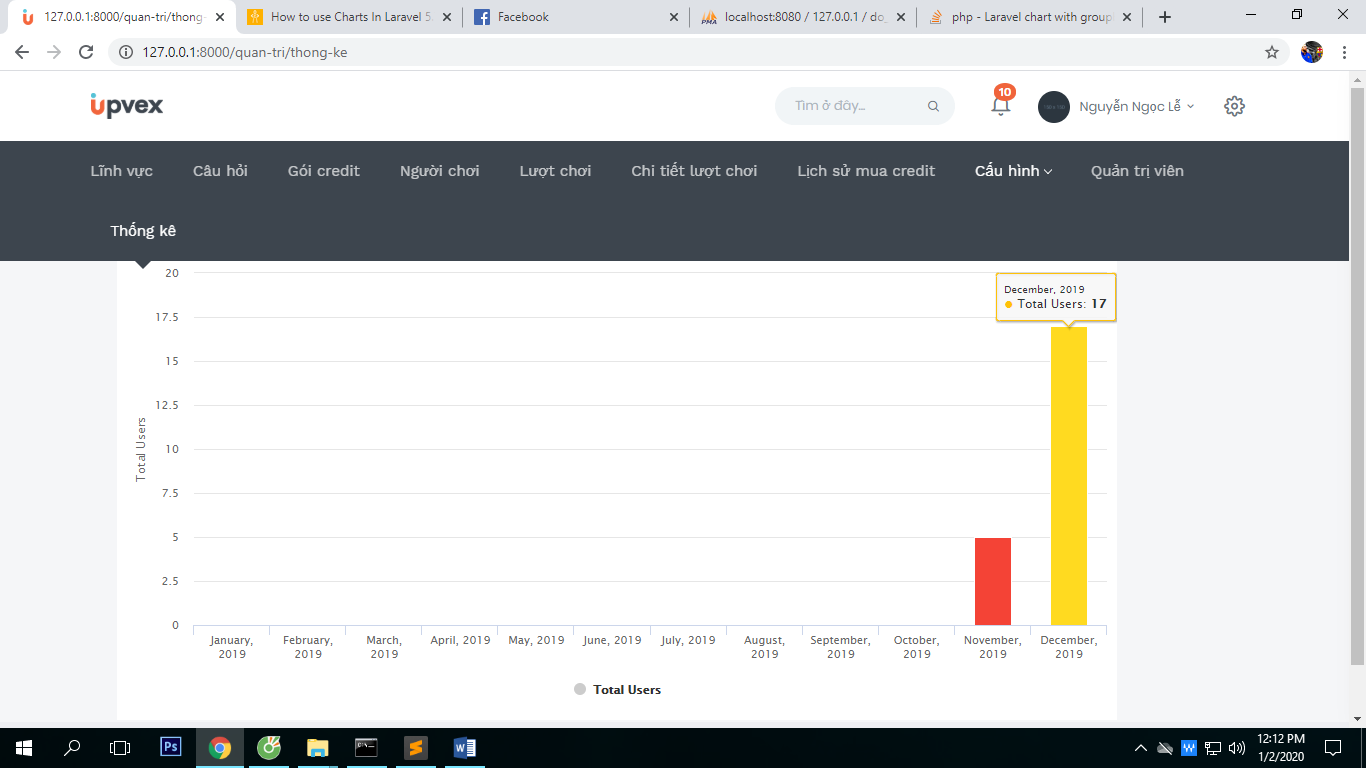 127.0.0.1:8000/quan-tri/thong-
How to use Charts In Laravel 5.
Facebook
localhost:8080 / 127.0.0.1 / do_
php - Laravel chart with group
127.0.0.1:8000/quan-tri/thong-ke
upvex
Tìm ở đây...
10
Nguyễn Ngọc Lễ
Lĩnh vực
Câu hỏi
Gói credit
Người chơi
Lượt chơi
Chi tiết lượt chơi
Lịch sử mua credit
Cấu hình
Quản trị viên
Thống kê
December, 2019
Total Users: 17
Total Users
20
17.5
15
12.5
10
7.5
5
2.5
0
January, 2019
February, 2019
March, 2019
April, 2019
May, 2019
June, 2019
July, 2019
August, 2019
September, 2019
October, 2019
November, 2019
December, 2019
Total Users
12:12 PM
1/2/2020